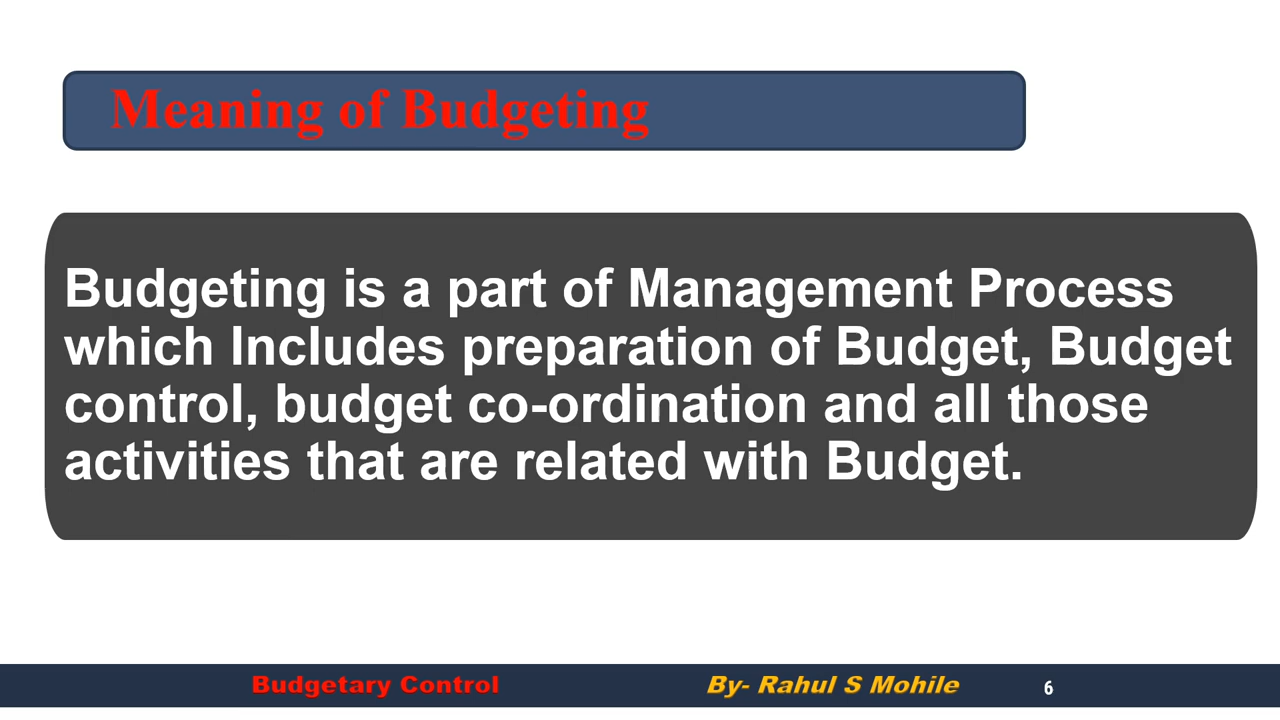 Meaning of Budgeting
Budgeting is a part of Management Process
which Includes preparation of Budget, Budget
control, budget co-ordination and all those
activities that are related with Budget.
Budgetary Control By- Rahul S Mohile 6